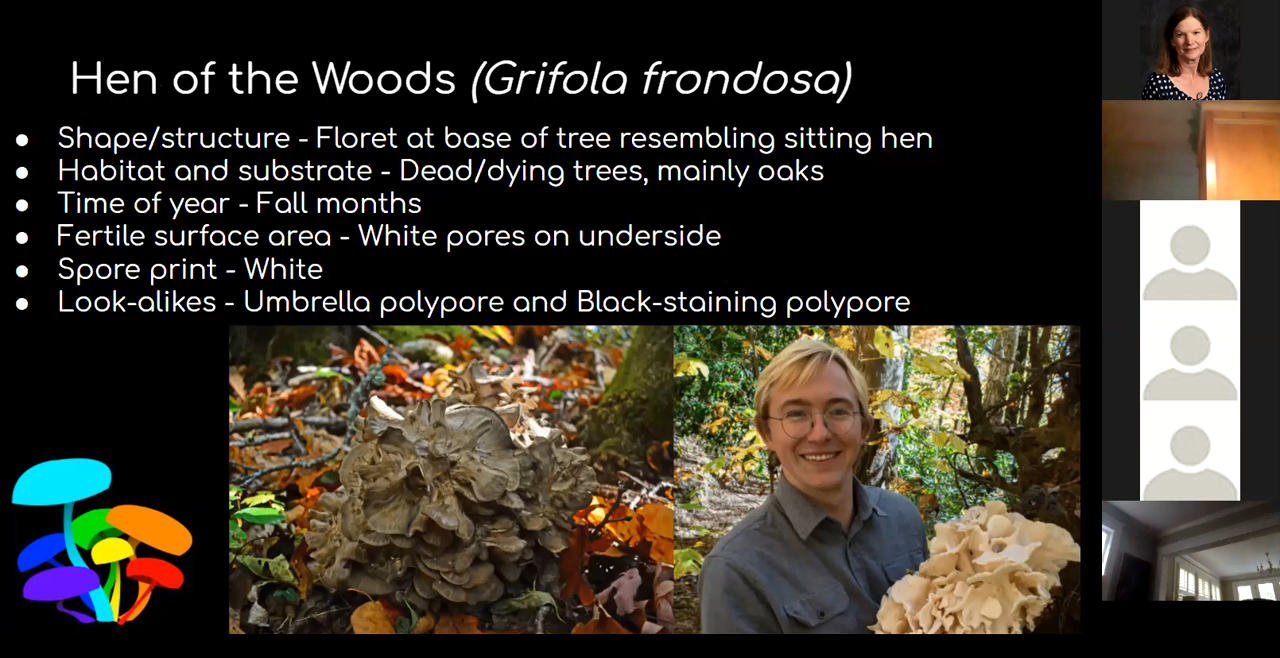 Hen of the Woods (Grifola frondosa)
● Shape/structure - Floret at base of tree resembling sitting hen
● Habitat and substrate - Dead/dying trees, mainly oaks
● Time of year - Fall months
● Fertile surface area - White pores on underside
● Spore print - White
● Look-alikes - Umbrella polypore and Black-staining polypore